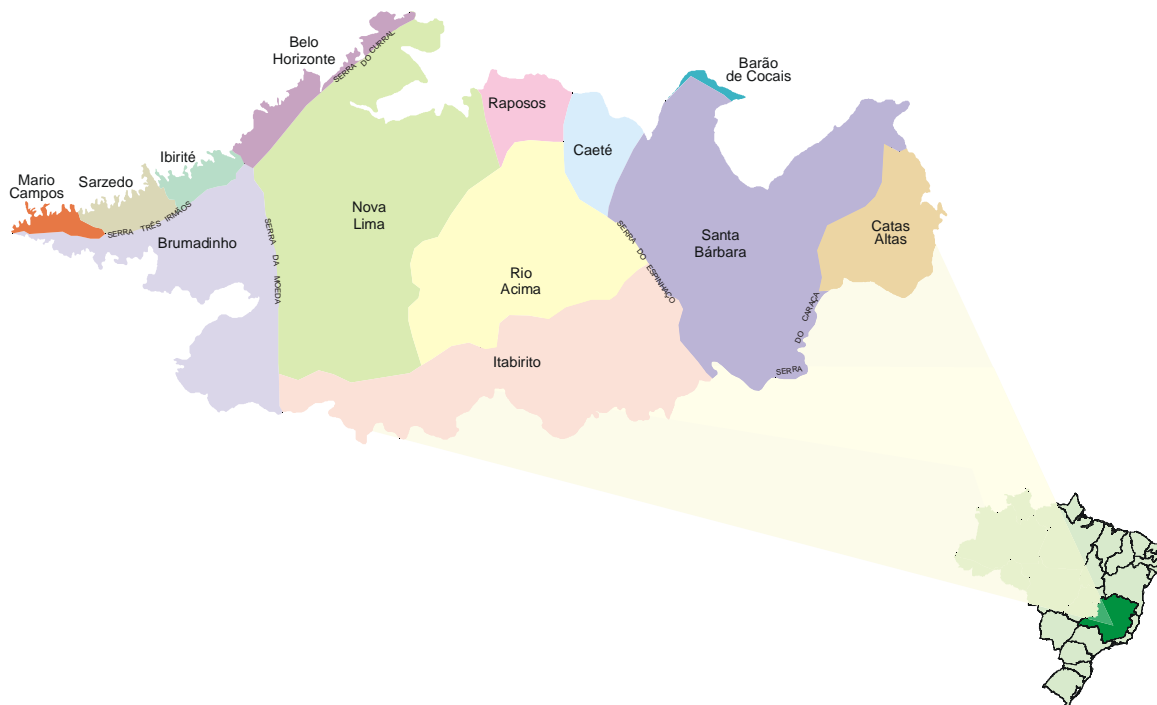 Belo
Horizonte
SERRA DO CURRAL
Barão
de Cocais
Raposos
Caeté
Ibirité
Sarzedo
Mario
Campos
SERRA TRÊS IRMÃOS
Brumadinho
Nova
Lima
SERRA DA MOEDA
Rio
Acima
SERRA DO ESPINHAÇO
Santa
Bárbara
Catas
Altas
SERRA DO CARAÇA
Itabirito